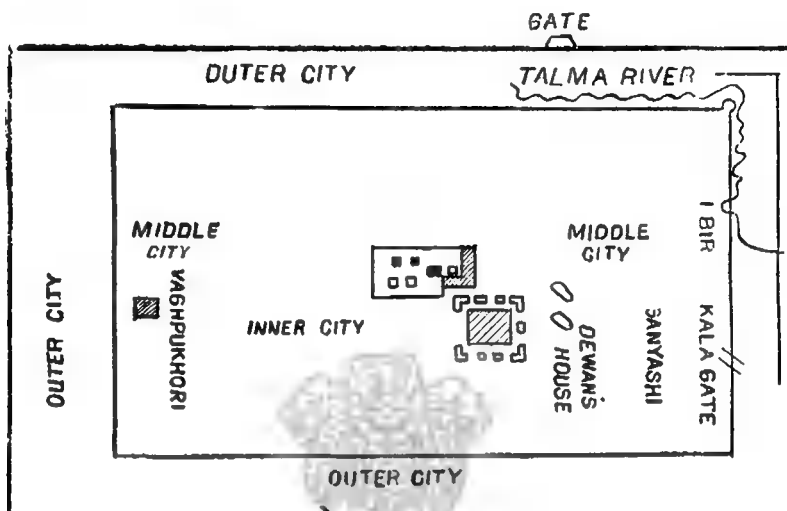 GATE
OUTER CITY
TALMA RIVER
MIDDLE
CITY
MIDDLE
CITY
I BIR
OUTER CITY
VAGHPUKHORI
INNER CITY
DEWAN'S
HOUSE
SANYASHI
KALA GATE
OUTER CITY